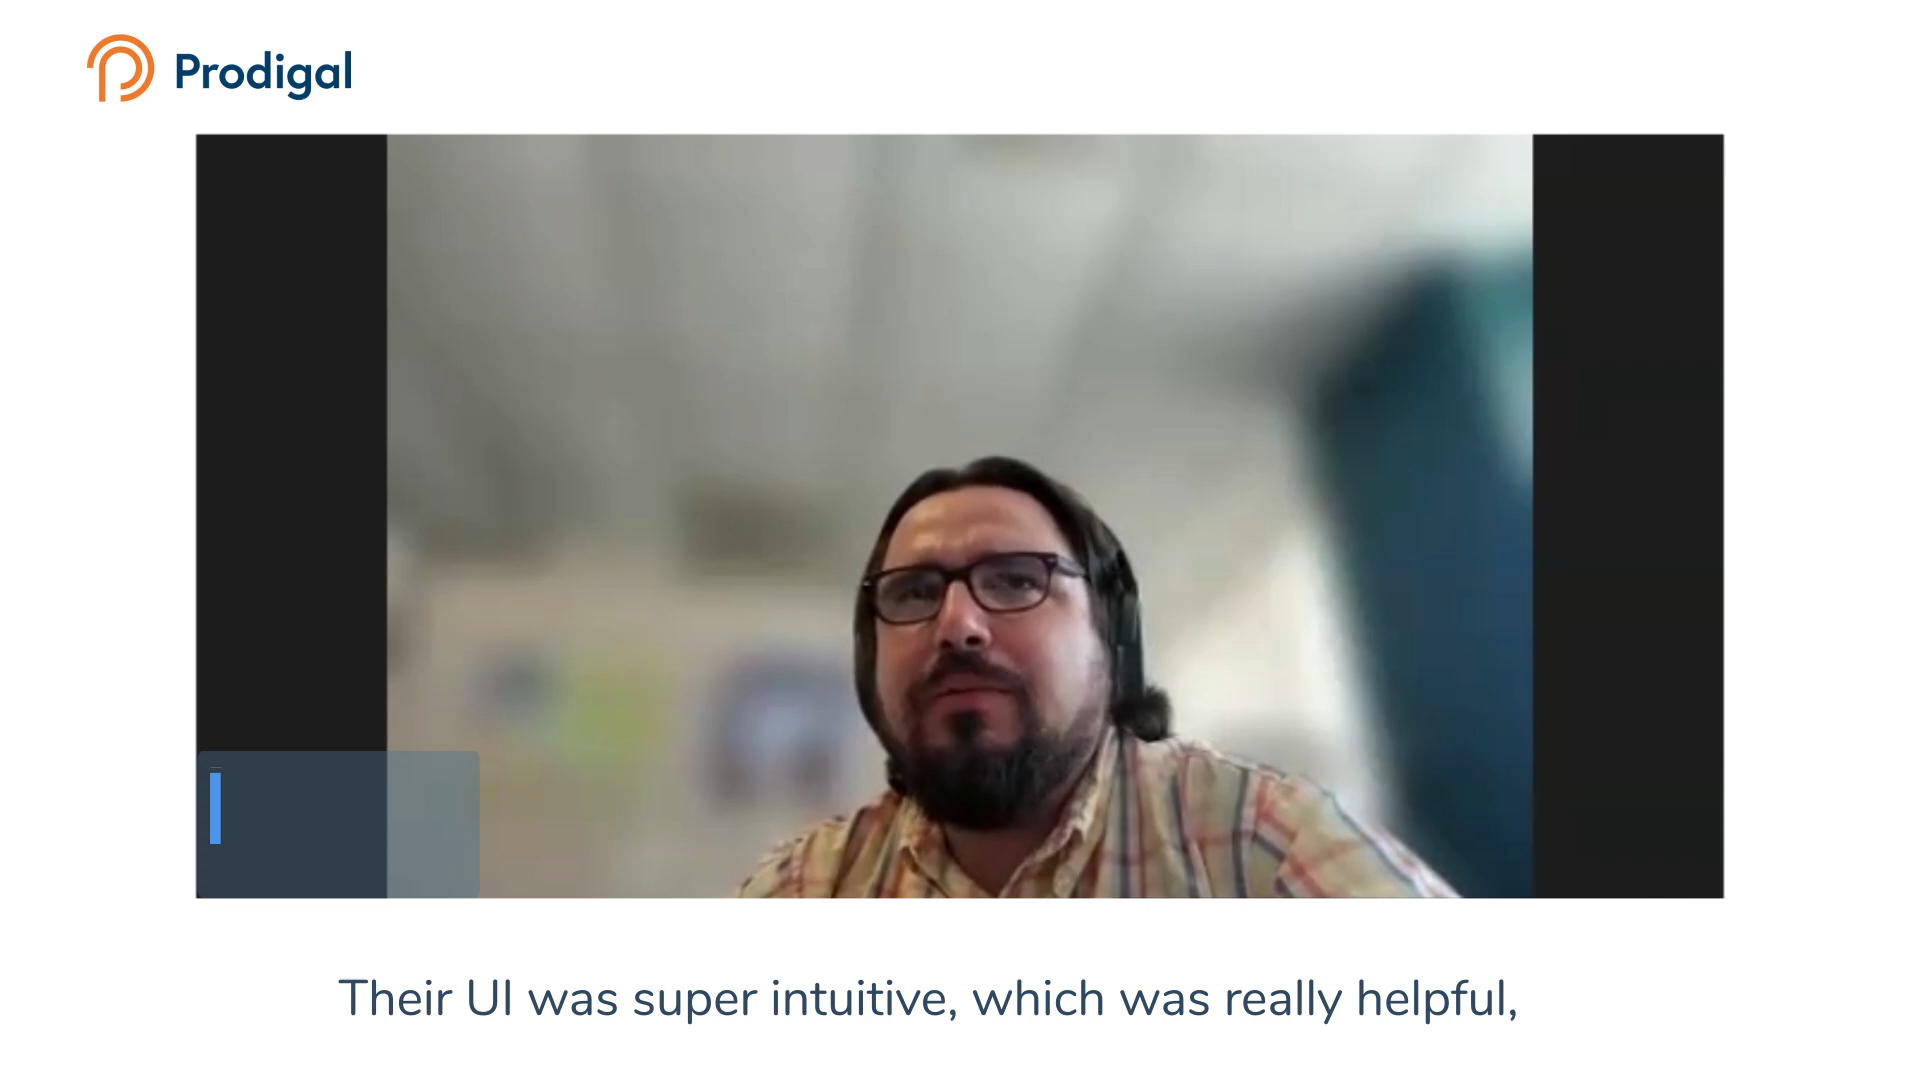 Prodigal
Their UI was super intuitive, which was really helpful,